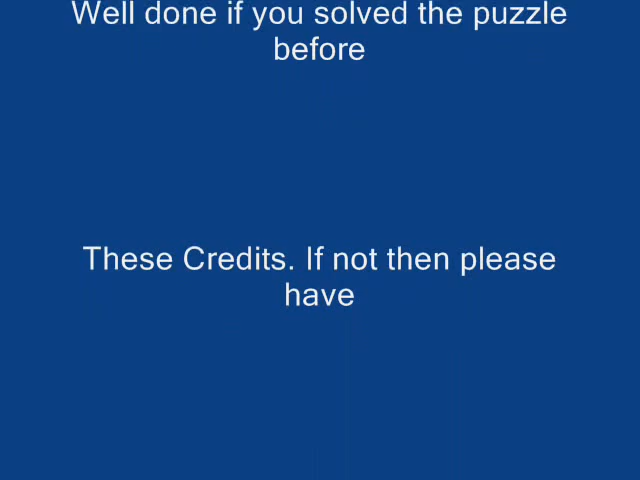 Well done if you solved the puzzle
before
These Credits. If not then please
have